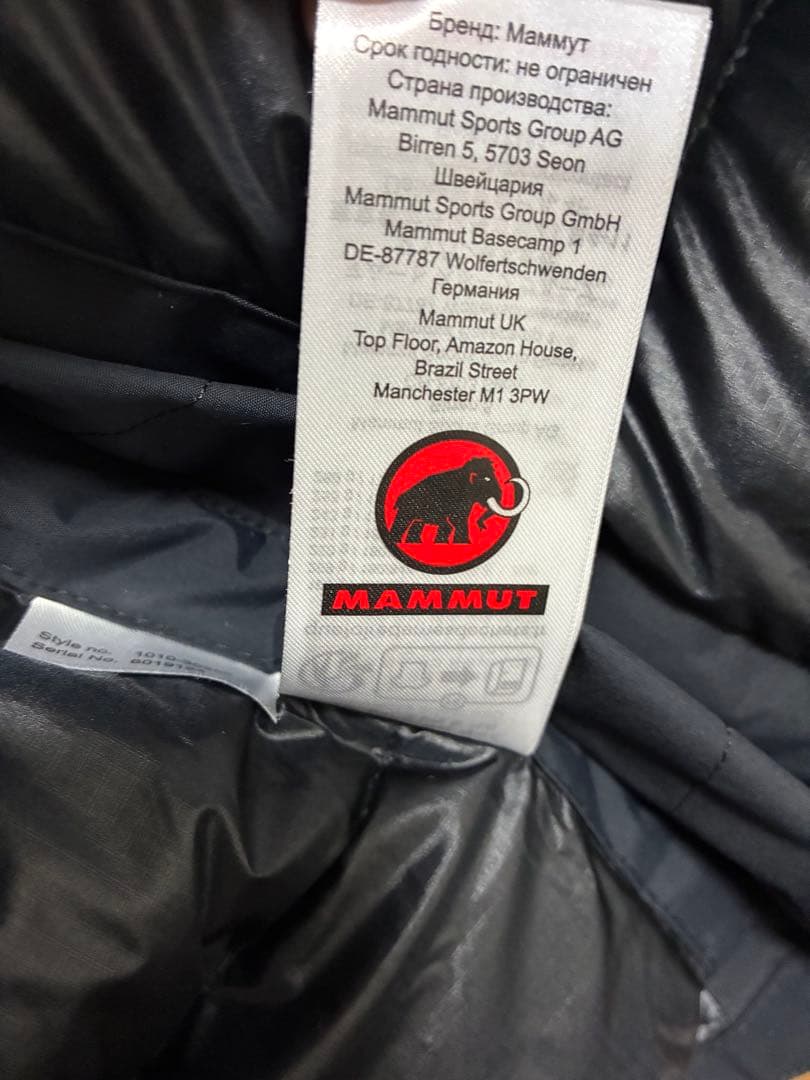 Бренд: Маммут
Срок годности: не ограничен
Страна производства:
Mammut Sports Group AG
Birren 5, 5703 Seon
Швейцария
Mammut Sports Group GmbH
Mammut Basecamp 1
DE-87787 Wolfertschwenden
Германия
Mammut UK
Top Floor, Amazon House,
Brazil Street
Manchester M1 3PW
MAMMUT
Style no.
Serial No.